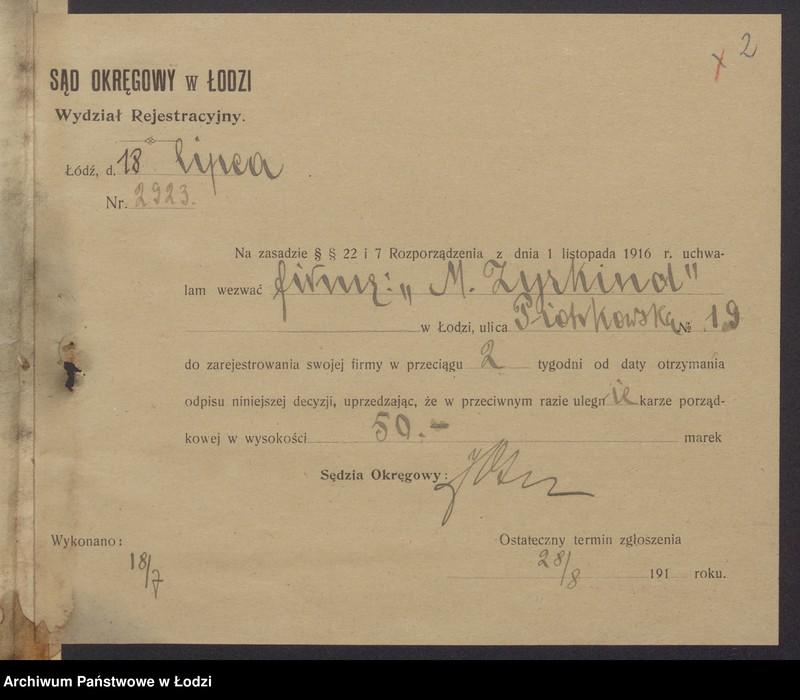 2
SĄD OKRĘGOWY w ŁODZI
Wydział Rejestracyjny.
Łódź, d. 18 lipca
Nr. 2923.
Na zasadzie § § 22 i 7 Rozporządzenia z dnia 1 listopada 1916 r. uchwa-
lam wezwać firmę: „M. Zyrkind"
w Łodzi, ulica Piotrkowska № 19
do zarejestrowania swojej firmy w przeciągu 2 tygodni od daty otrzymania
odpisu niniejszej decyzji, uprzedzając, że w przeciwnym razie ulegnie karze porząd-
kowej w wysokości 50.- marek
Sędzia Okręgowy:
Wykonano:
18/7
Ostateczny termin zgłoszenia
28/8 191 roku.
Archiwum Państwowe w Łodzi